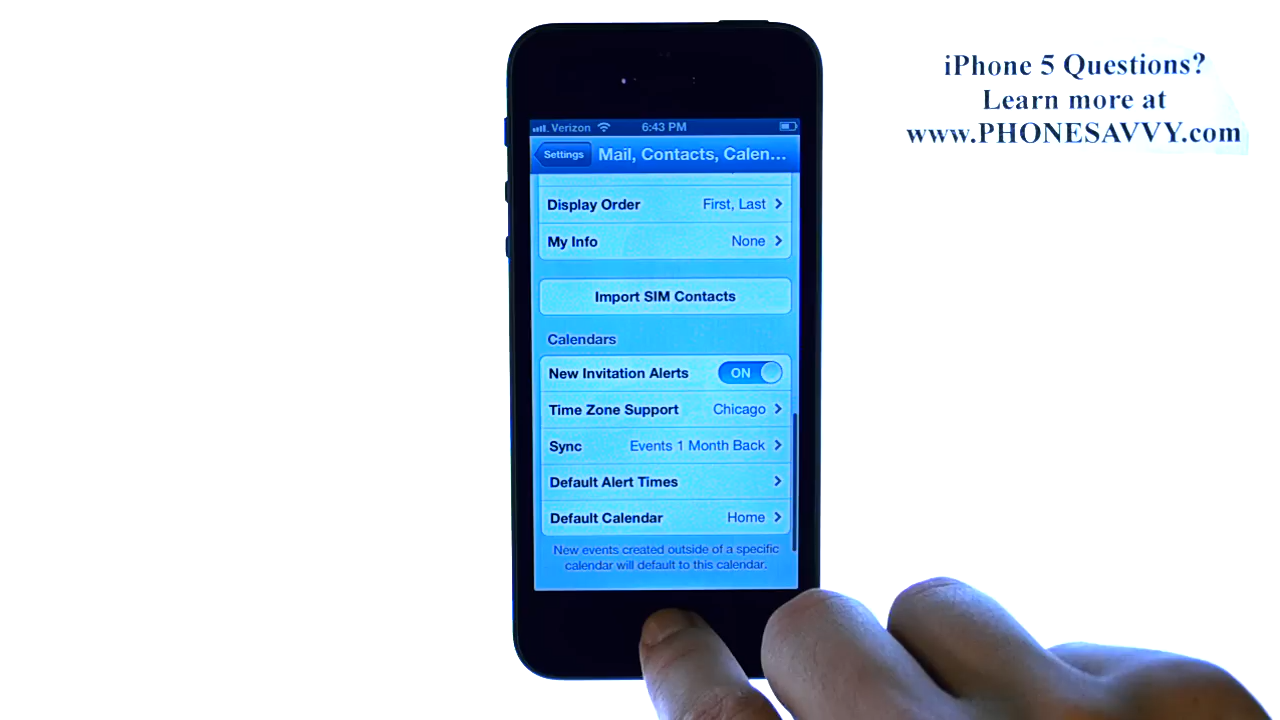 iPhone 5 Questions?
Learn more at
www.PHONESAVVY.com
Verizon 6:43 PM
Settings Mail, Contacts, Calen...
Display Order First, Last
My Info None
Import SIM Contacts
Calendars
New Invitation Alerts ON
Time Zone Support Chicago
Sync Events 1 Month Back
Default Alert Times
Default Calendar Home
New events created outside of a specific
calendar will default to this calendar.